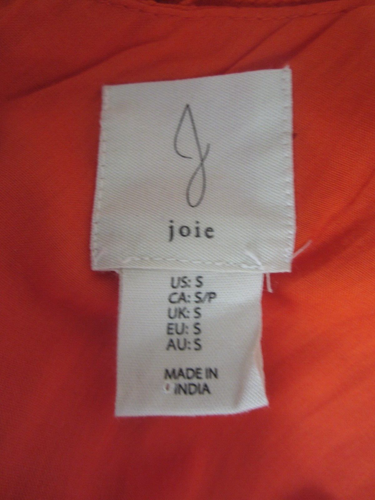 J
joie
US: S
CA: S/P
UK: S
EU: S
AU: S
MADE IN
INDIA